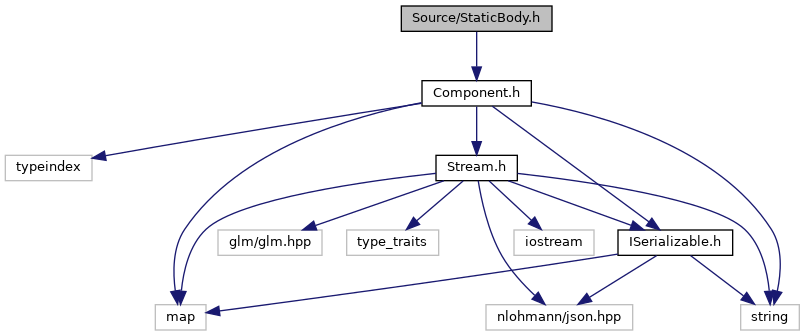 Source/StaticBody.h
Component.h
typeindex
Stream.h
glm/glm.hpp
type_traits
iostream
ISerializable.h
map
nlohmann/json.hpp
string